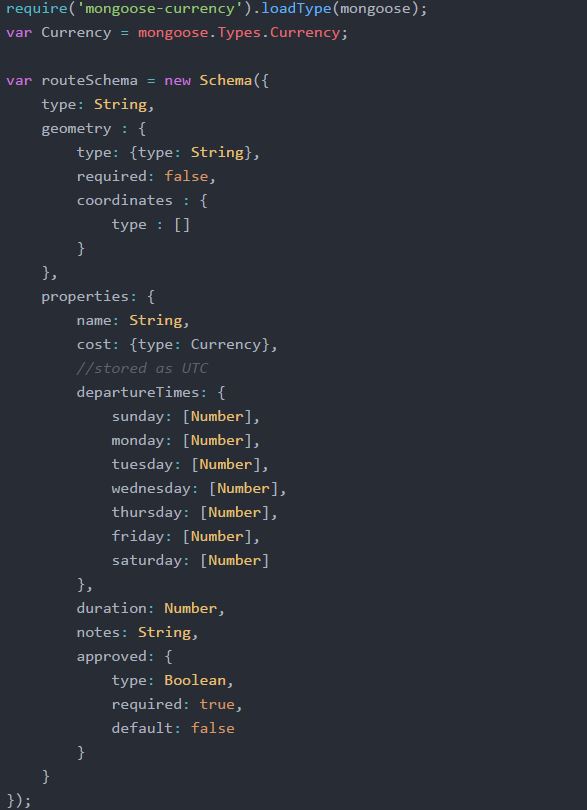 require('mongoose-currency').loadType(mongoose);
var Currency = mongoose.Types.Currency;

var routeSchema = new Schema({
    type: String,
    geometry : {
        type: {type: String},
        required: false,
        coordinates : {
            type : []
        }
    },
    properties: {
        name: String,
        cost: {type: Currency},
        //stored as UTC
        departureTimes: {
            sunday: [Number],
            monday: [Number],
            tuesday: [Number],
            wednesday: [Number],
            thursday: [Number],
            friday: [Number],
            saturday: [Number]
        },
        duration: Number,
        notes: String,
        approved: {
            type: Boolean,
            required: true,
            default: false
        }
    }
});